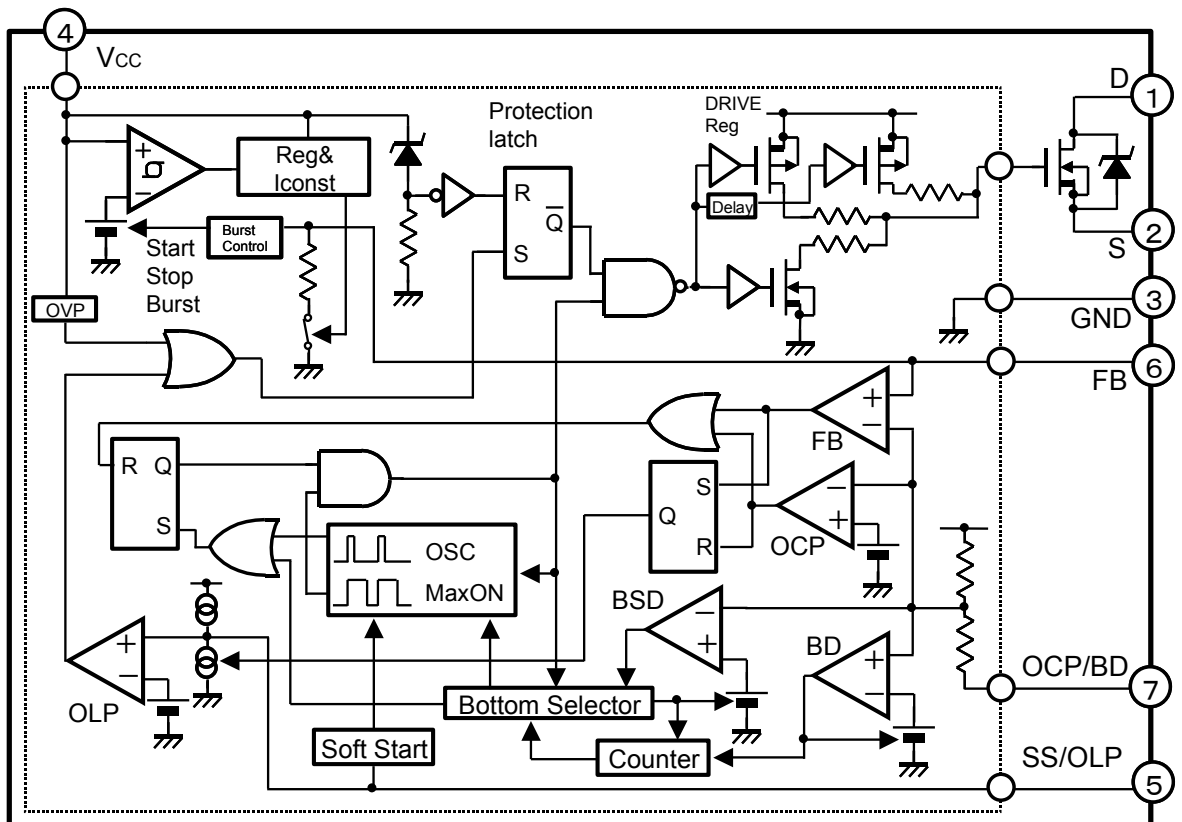 4
VCC
D
1
Protection
latch
DRIVE
Reg
+
−
Reg&
Iconst
R
Q
S
Delay
Burst
Control
Start
Stop
Burst
2
S
OVP
3
GND
6
FB
+
−
FB
R
Q
S
S
Q
R
−
+
OCP
OSC
MaxON
BSD
−
+
BD
+
−
+
−
OLP
OCP/BD
7
Bottom Selector
Soft Start
Counter
SS/OLP
5